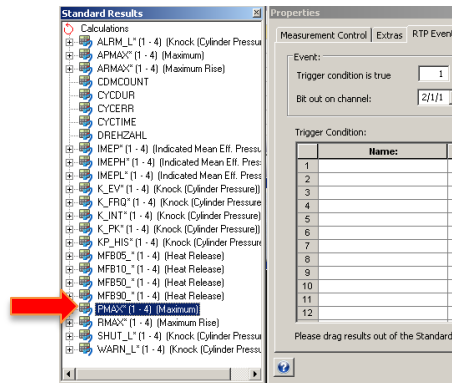 Standard Results
Calculations
ALRM_L* (1 - 4) (Knock (Cylinder Pressu
APMAX* (1 - 4) (Maximum)
ARMAX* (1 - 4) (Maximum Rise)
CDMCOUNT
CYCDUR
CYCERR
CYCTIME
DREHZAHL
IMEP* (1 - 4) (Indicated Mean Eff. Pressu
IMEPH* (1 - 4) (Indicated Mean Eff. Press
IMEPL* (1 - 4) (Indicated Mean Eff. Press
K_EV* (1 - 4) (Knock (Cylinder Pressure))
K_FRQ* (1 - 4) (Knock (Cylinder Pressure
K_INT* (1 - 4) (Knock (Cylinder Pressure)
K_PK* (1 - 4) (Knock (Cylinder Pressure))
KP_HIS* (1 - 4) (Knock (Cylinder Pressure
MFB05_* (1 - 4) (Heat Release)
MFB10_* (1 - 4) (Heat Release)
MFB50_* (1 - 4) (Heat Release)
MFB90_* (1 - 4) (Heat Release)
PMAX* (1 - 4) (Maximum)
RMAX* (1 - 4) (Maximum Rise)
SHUT_L* (1 - 4) (Knock (Cylinder Pressur
WARN_L* (1 - 4) (Knock (Cylinder Pressu
Properties
Measurement Control Extras RTP Event
Event:
Trigger condition is true 1
Bit out on channel: 2/1/1
Trigger Condition:
Name:
1
2
3
4
5
6
7
8
9
10
11
12
Please drag results out of the Standard
?